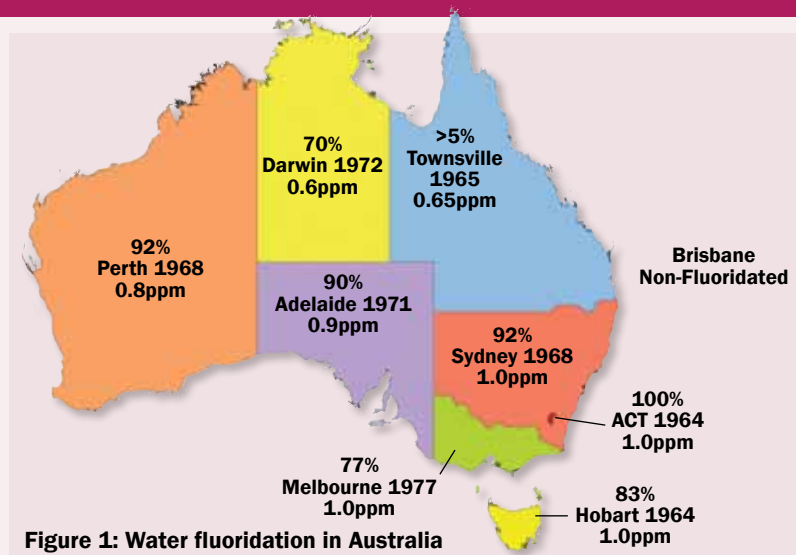 70%
Darwin 1972
0.6ppm
>5%
Townsville
1965
0.65ppm
92%
Perth 1968
0.8ppm
90%
Adelaide 1971
0.9ppm
Brisbane
Non-Fluoridated
92%
Sydney 1968
1.0ppm
100%
ACT 1964
1.0ppm
77%
Melbourne 1977
1.0ppm
83%
Hobart 1964
1.0ppm
Figure 1: Water fluoridation in Australia